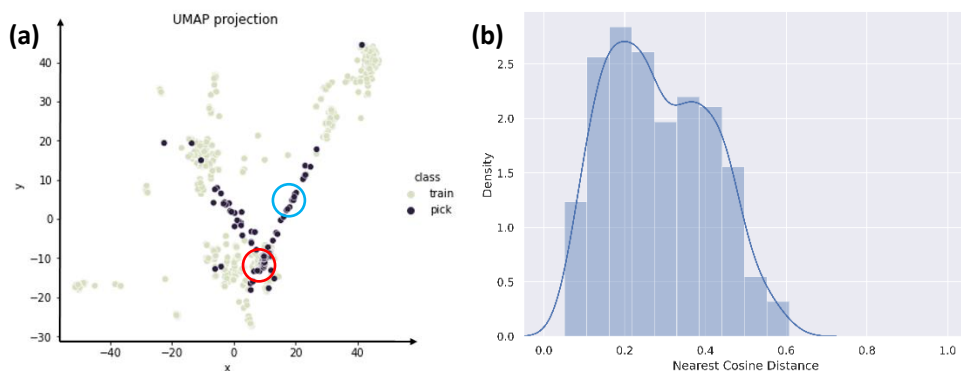 (a)
UMAP projection
40
30
20
10
0
−10
−20
−30
y
−40
−20
0
20
40
x
class
train
pick
(b)
2.5
2.0
1.5
1.0
0.5
0.0
Density
0.0
0.2
0.4
0.6
0.8
1.0
Nearest Cosine Distance